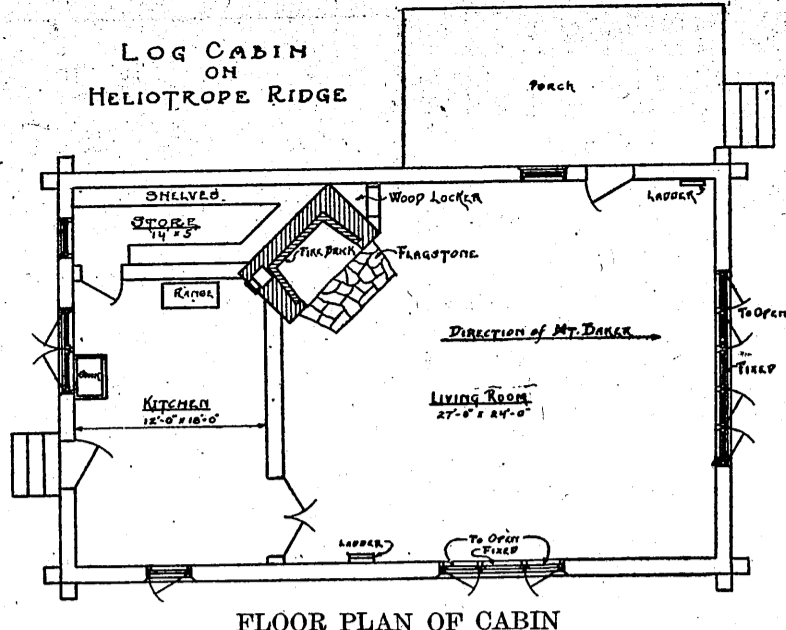 LOG CABIN
ON
HELIOTROPE RIDGE
PORCH
SHELVES
WOOD LOCKER
LADDER
STORE
14' x 5'
FIRE BRICK
FLAGSTONE
RANGE
TO OPEN
DIRECTION of MT. BAKER
FIXED
KITCHEN
12'-0" x 18'-0"
LIVING ROOM
27'-0" x 24'-0"
LADDER
TO OPEN
FIXED
FLOOR PLAN OF CABIN